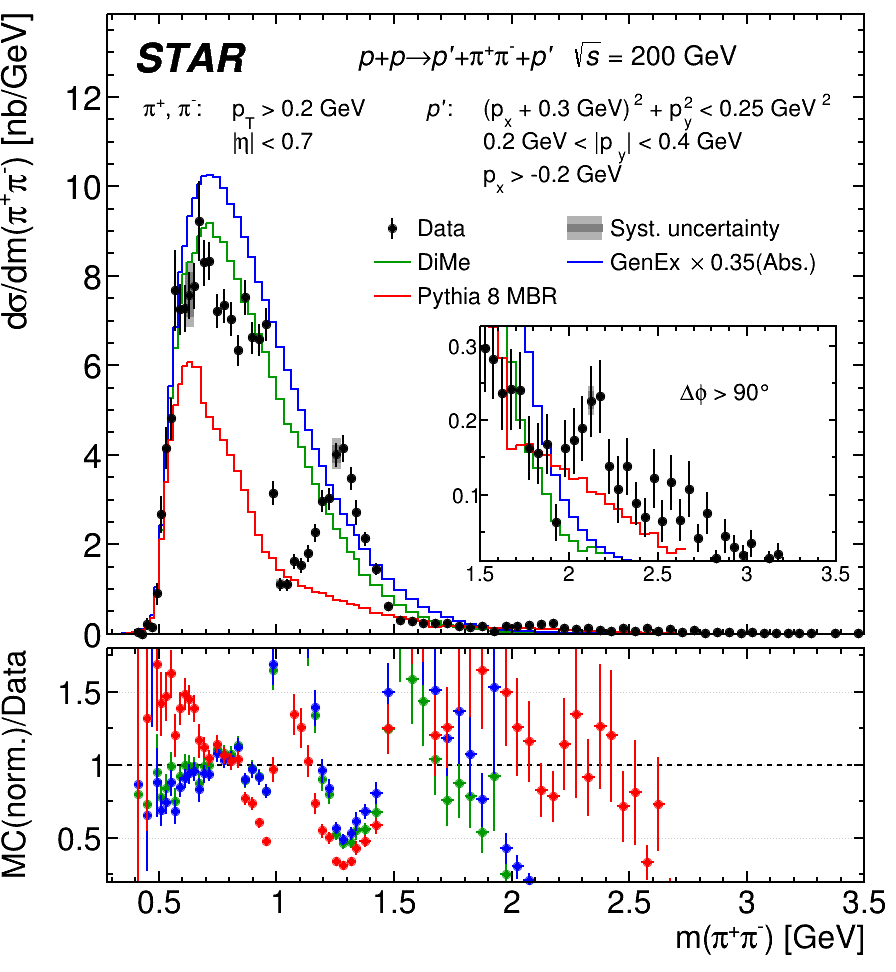 STAR p+p→p′+π⁺π⁻+p′ √s = 200 GeV
π⁺, π⁻: p_T > 0.2 GeV p′: (p_x + 0.3 GeV)² + p_y² < 0.25 GeV²
|η| < 0.7 0.2 GeV < |p_y| < 0.4 GeV
p_x > -0.2 GeV
Data Syst. uncertainty
DiMe GenEx × 0.35(Abs.)
Pythia 8 MBR
dσ/dm(π⁺π⁻) [nb/GeV]
12
10
8
6
4
2
0
Δϕ > 90°
0.3
0.2
0.1
1.5 2 2.5 3 3.5
MC(norm.)/Data
1.5
1
0.5
0.5 1 1.5 2 2.5 3 3.5
m(π⁺π⁻) [GeV]